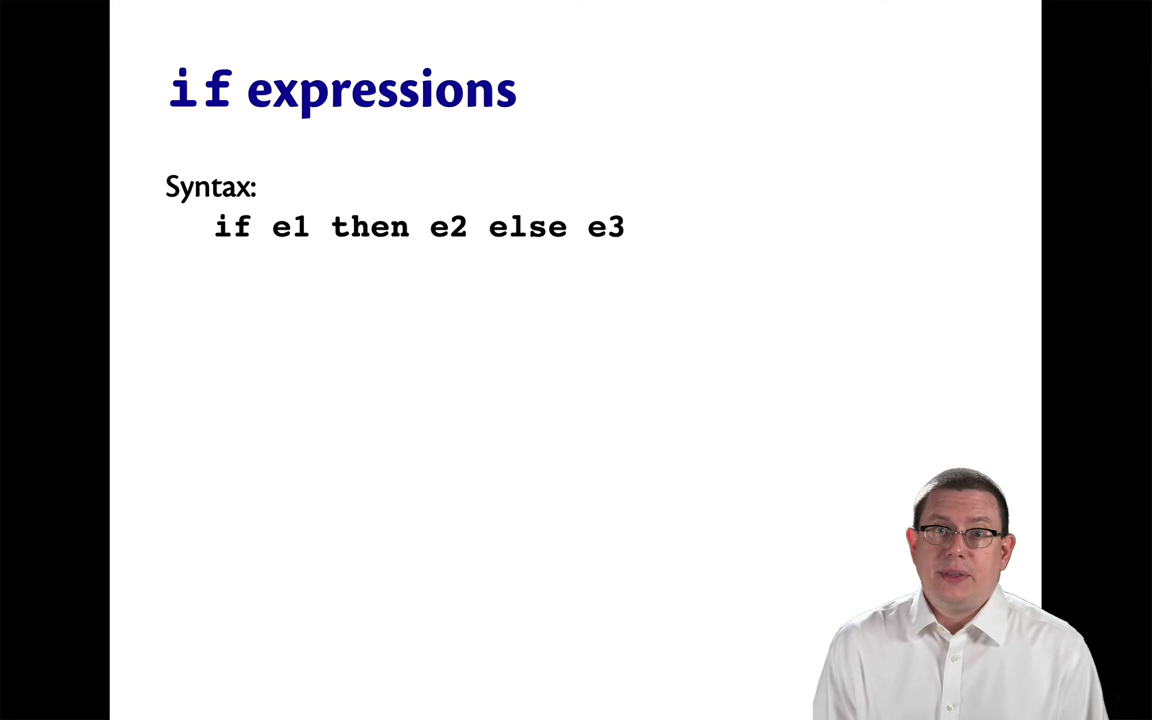 if expressions
Syntax:
if e1 then e2 else e3